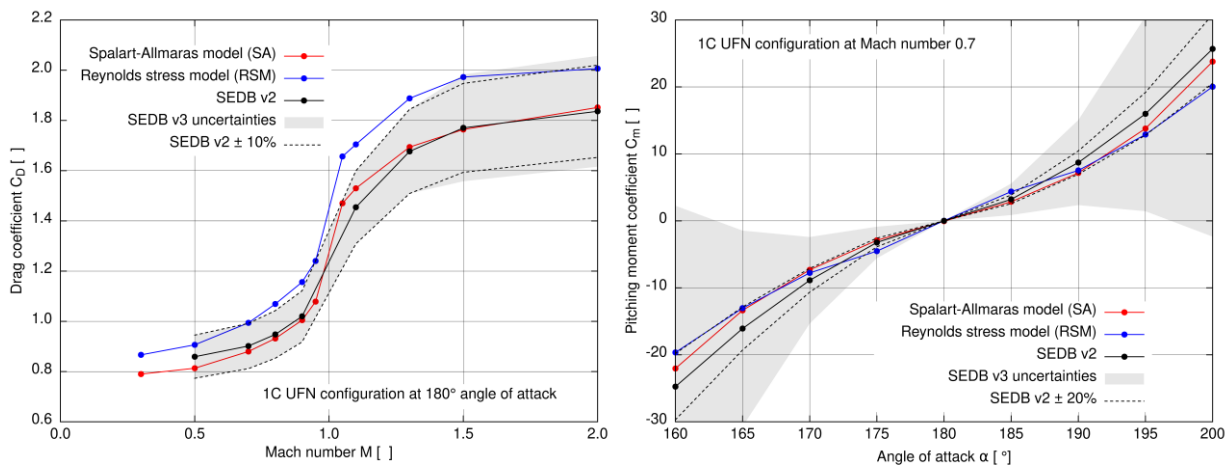 2.2
2.0
1.8
1.6
1.4
1.2
1.0
0.8
0.6
Drag coefficient C_D [ ]
Spalart-Allmaras model (SA)
Reynolds stress model (RSM)
SEDB v2
SEDB v3 uncertainties
SEDB v2 ± 10%
1C UFN configuration at 180° angle of attack
0.0 0.5 1.0 1.5 2.0
Mach number M [ ]
30
20
10
0
-10
-20
-30
Pitching moment coefficient C_m [ ]
1C UFN configuration at Mach number 0.7
Spalart-Allmaras model (SA)
Reynolds stress model (RSM)
SEDB v2
SEDB v3 uncertainties
SEDB v2 ± 20%
160 165 170 175 180 185 190 195 200
Angle of attack α [ °]